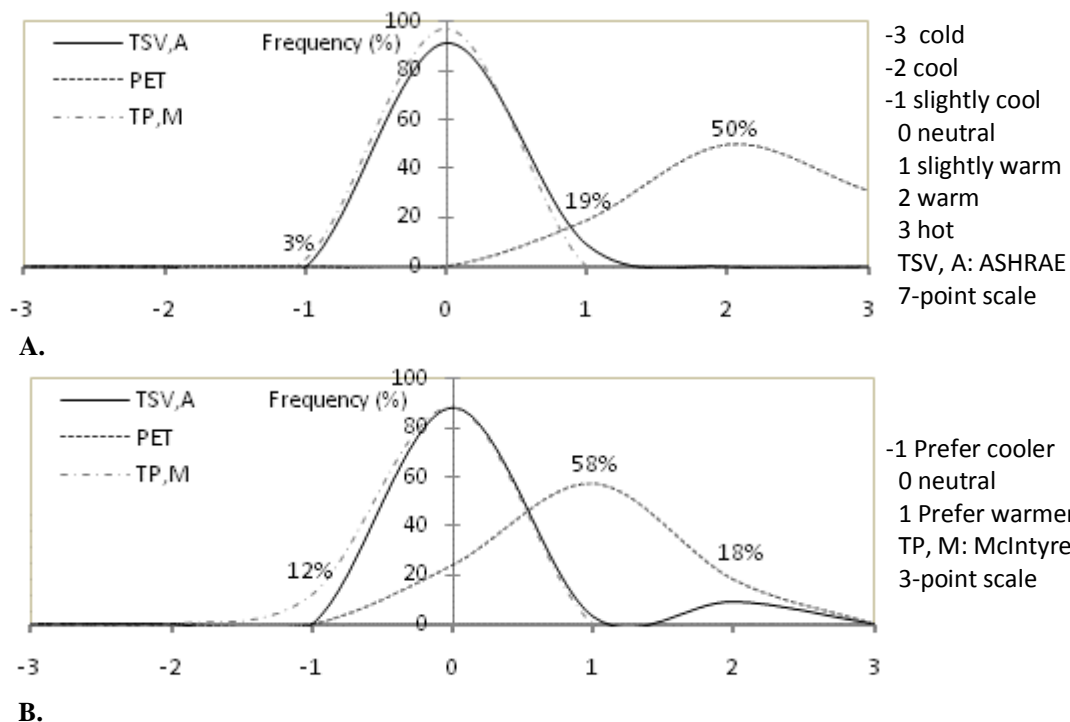 100
TSV,A Frequency (%)
PET
TP,M
80
60
40
20
0
3%
19%
50%
-3 -2 -1 0 1 2 3
-3 cold
-2 cool
-1 slightly cool
0 neutral
1 slightly warm
2 warm
3 hot
TSV, A: ASHRAE
7-point scale
A.
100
TSV,A Frequency (%)
PET
TP,M
80
60
40
20
0
12%
58%
18%
-3 -2 -1 0 1 2 3
-1 Prefer cooler
0 neutral
1 Prefer warmer
TP, M: McIntyre
3-point scale
B.